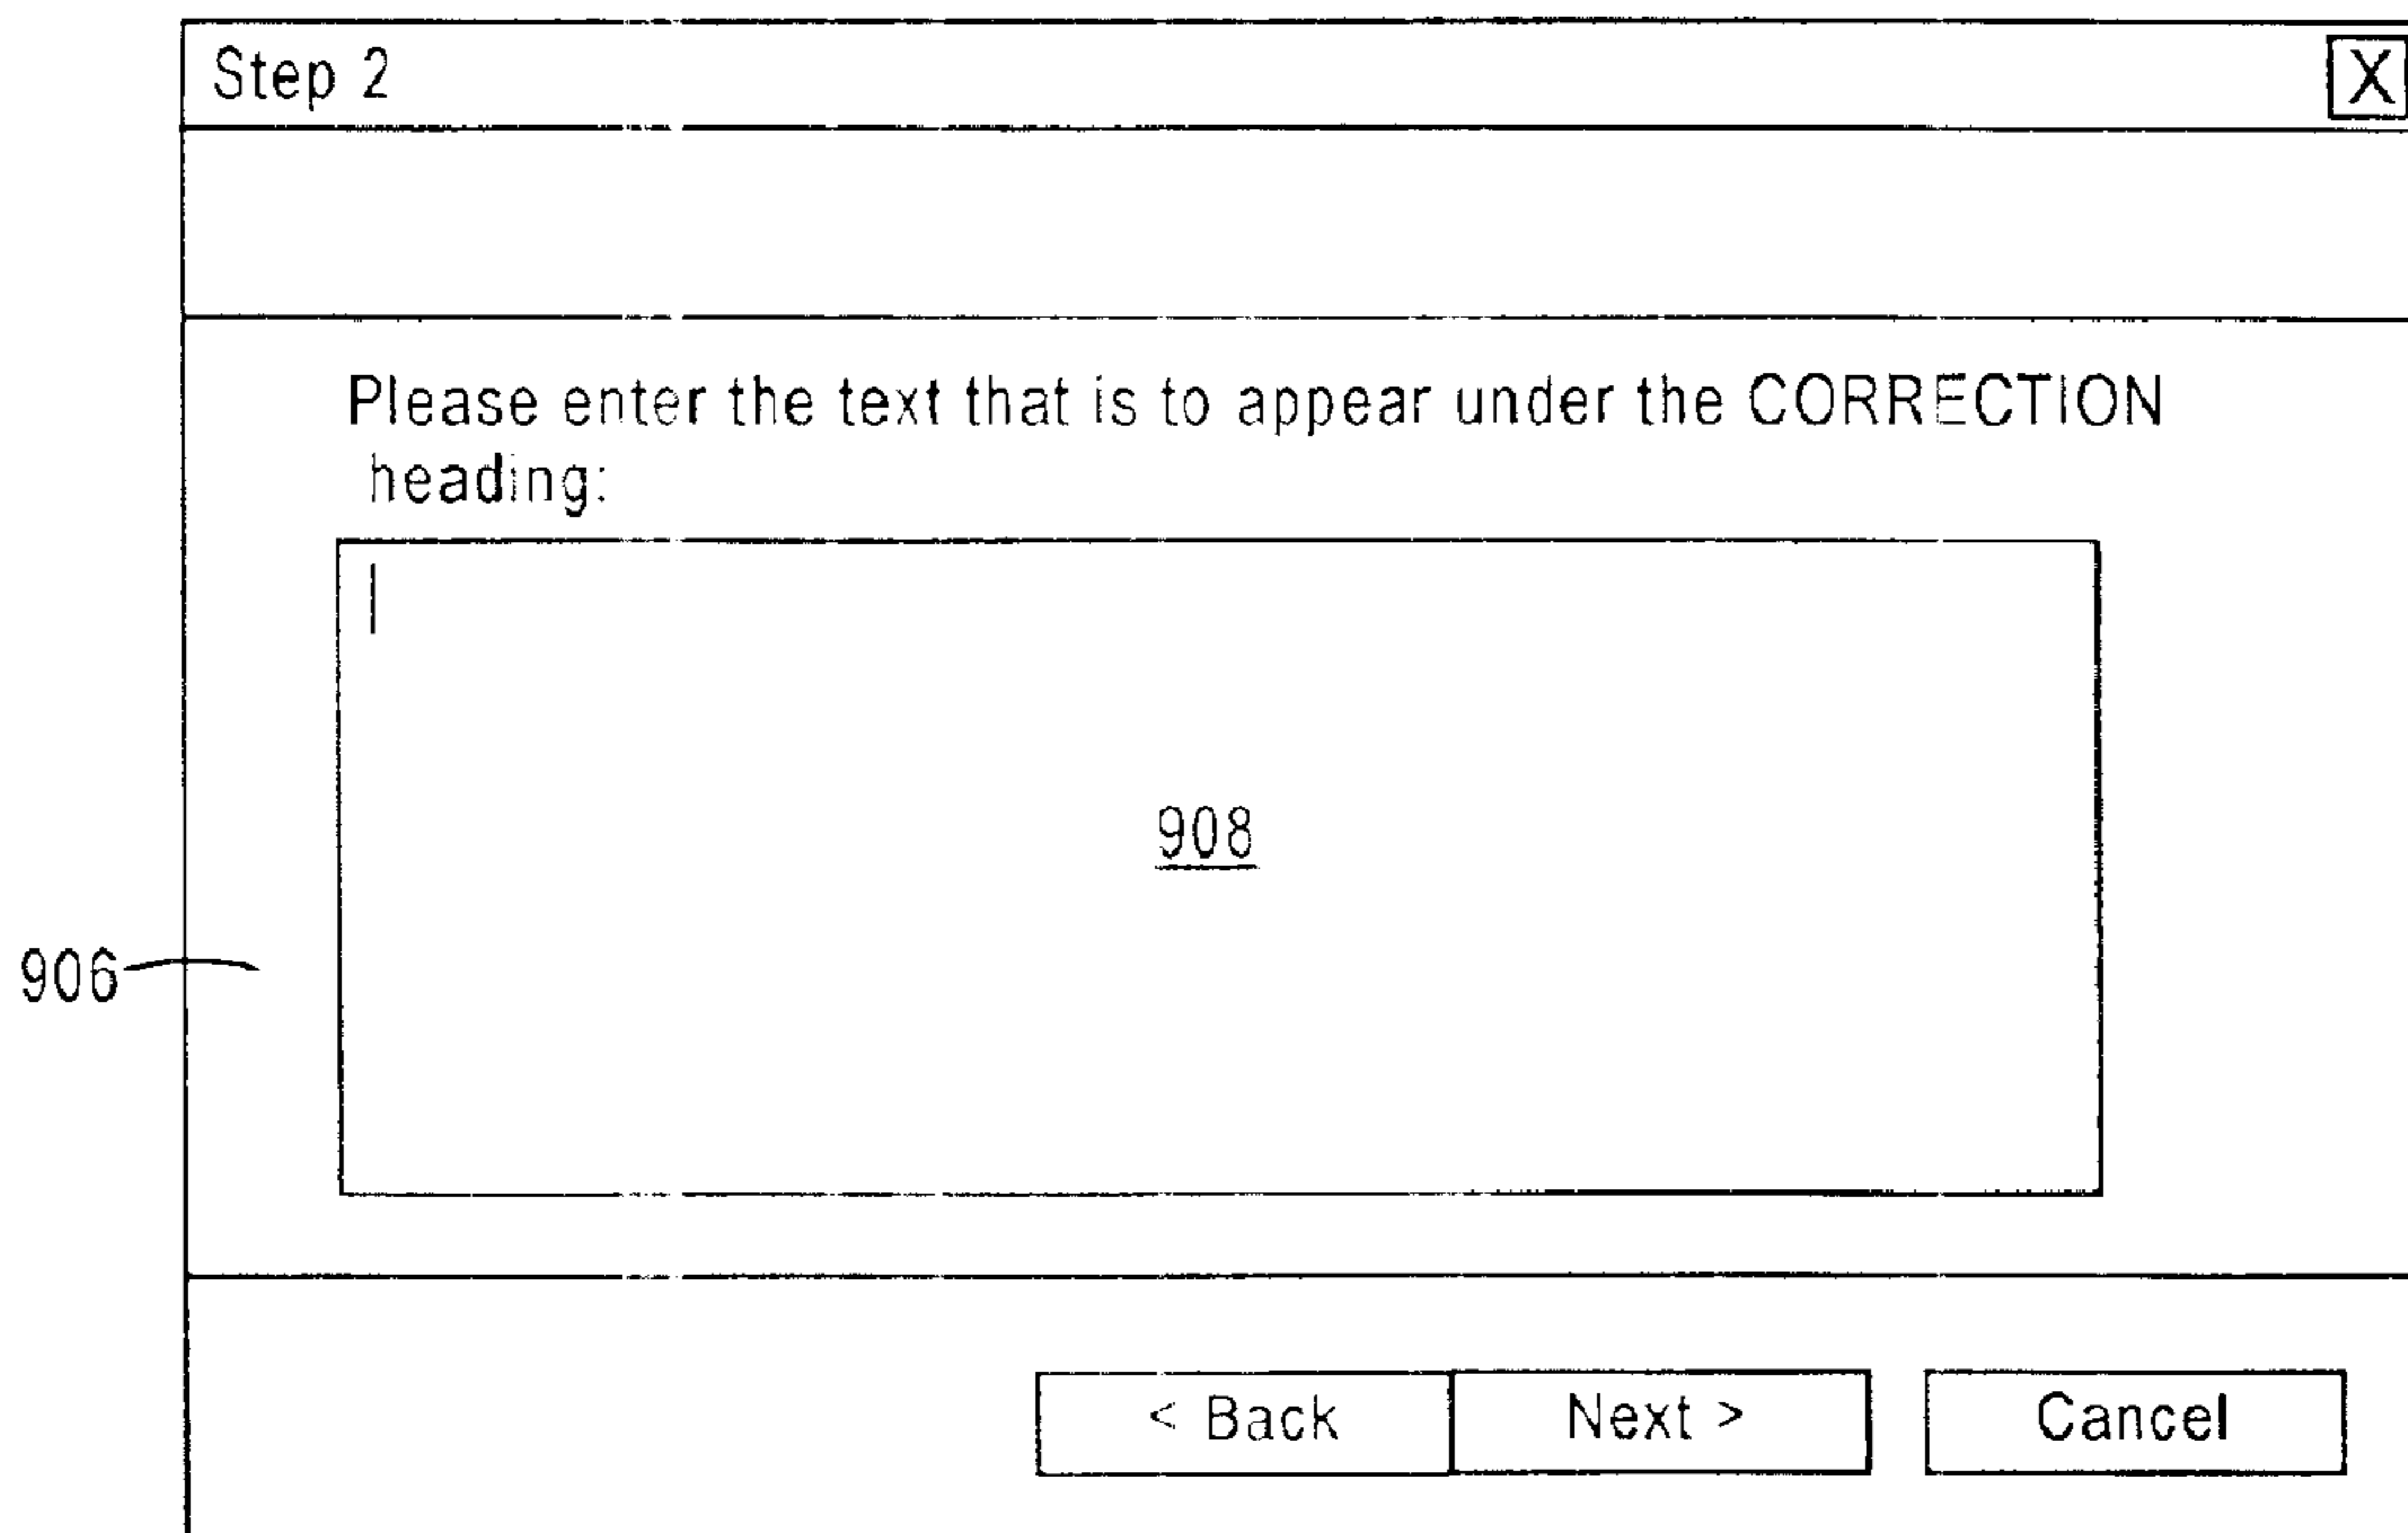 Step 2 X
Please enter the text that is to appear under the CORRECTION
heading:
908
906
< Back Next > Cancel